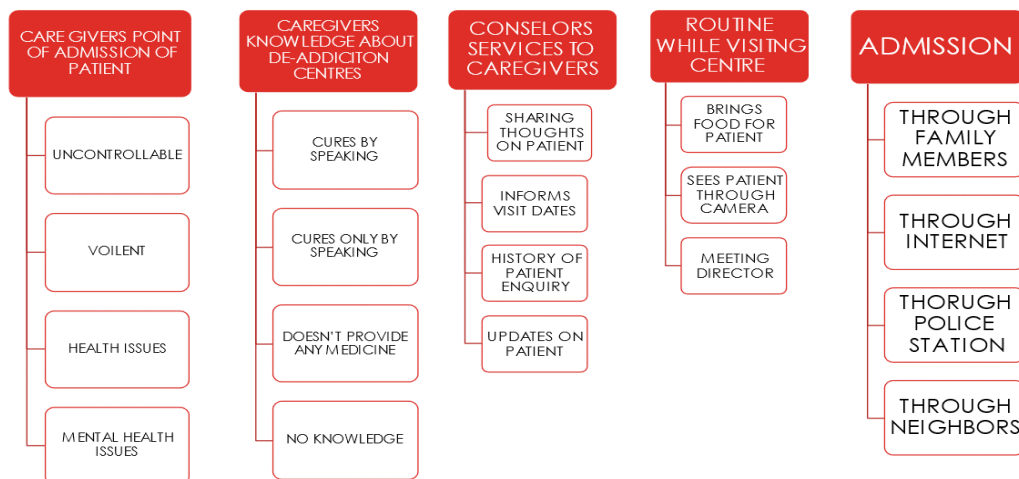 CARE GIVERS POINT
OF ADMISSION OF
PATIENT
UNCONTROLLABLE
VOILENT
HEALTH ISSUES
MENTAL HEALTH
ISSUES
CAREGIVERS
KNOWLEDGE ABOUT
DE-ADDICITON
CENTRES
CURES BY
SPEAKING
CURES ONLY BY
SPEAKING
DOESN'T PROVIDE
ANY MEDICINE
NO KNOWLEDGE
CONSELORS
SERVICES TO
CAREGIVERS
SHARING
THOUGHTS
ON PATIENT
INFORMS
VISIT DATES
HISTORY OF
PATIENT
ENQUIRY
UPDATES ON
PATIENT
ROUTINE
WHILE VISITING
CENTRE
BRINGS
FOOD FOR
PATIENT
SEES PATIENT
THROUGH
CAMERA
MEETING
DIRECTOR
ADMISSION
THROUGH
FAMILY
MEMBERS
THROUGH
INTERNET
THORUGH
POLICE
STATION
THROUGH
NEIGHBORS